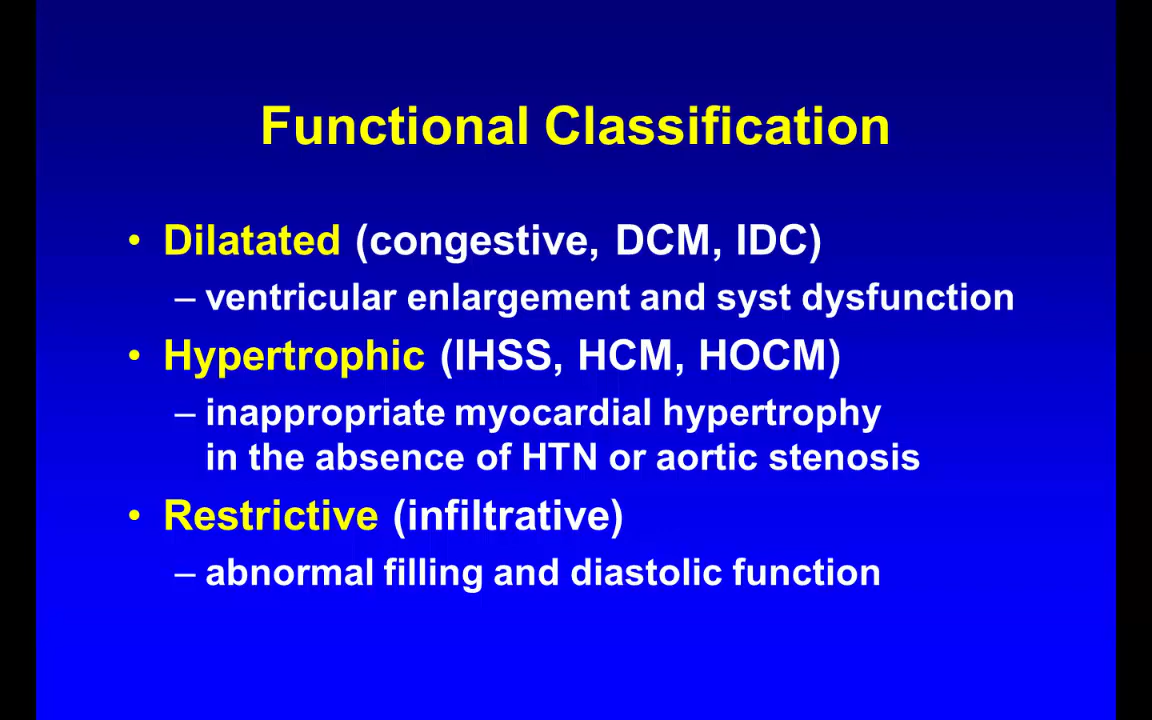 Functional Classification
• Dilatated (congestive, DCM, IDC)
– ventricular enlargement and syst dysfunction
• Hypertrophic (IHSS, HCM, HOCM)
– inappropriate myocardial hypertrophy
in the absence of HTN or aortic stenosis
• Restrictive (infiltrative)
– abnormal filling and diastolic function